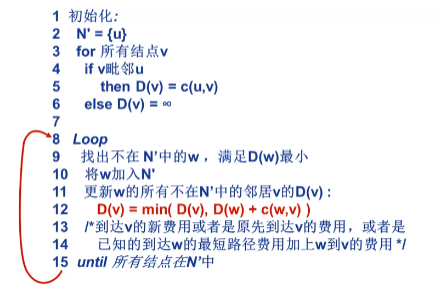 1 初始化:
2 N' = {u}
3 for 所有结点v
4 if v毗邻u
5 then D(v) = c(u,v)
6 else D(v) = ∞
7
8 Loop
9 找出不在 N'中的w ，满足D(w)最小
10 将w加入N'
11 更新w的所有不在N'中的邻居v的D(v) :
12 D(v) = min( D(v), D(w) + c(w,v) )
13 /*到达v的新费用或者是原先到达v的费用，或者是
14 已知的到达w的最短路径费用加上w到v的费用 */
15 until 所有结点在N'中